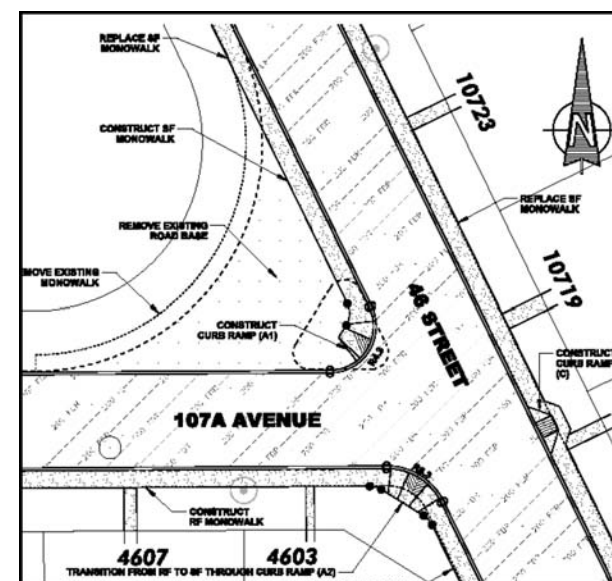 REPLACE SF
MONOWALK
CONSTRUCT SF
MONOWALK
REMOVE EXISTING
ROAD BASE
MOVE EXISTING
MONOWALK
CONSTRUCT
CURB RAMP (A1)
10723
N
REPLACE SF
MONOWALK
10719
46 STREET
CONSTRUCT
CURB RAMP
(C)
107A AVENUE
CONSTRUCT
RF MONOWALK
4607
4603
TRANSITION FROM RF TO SF THROUGH CURB RAMP (A2)
200 FDR